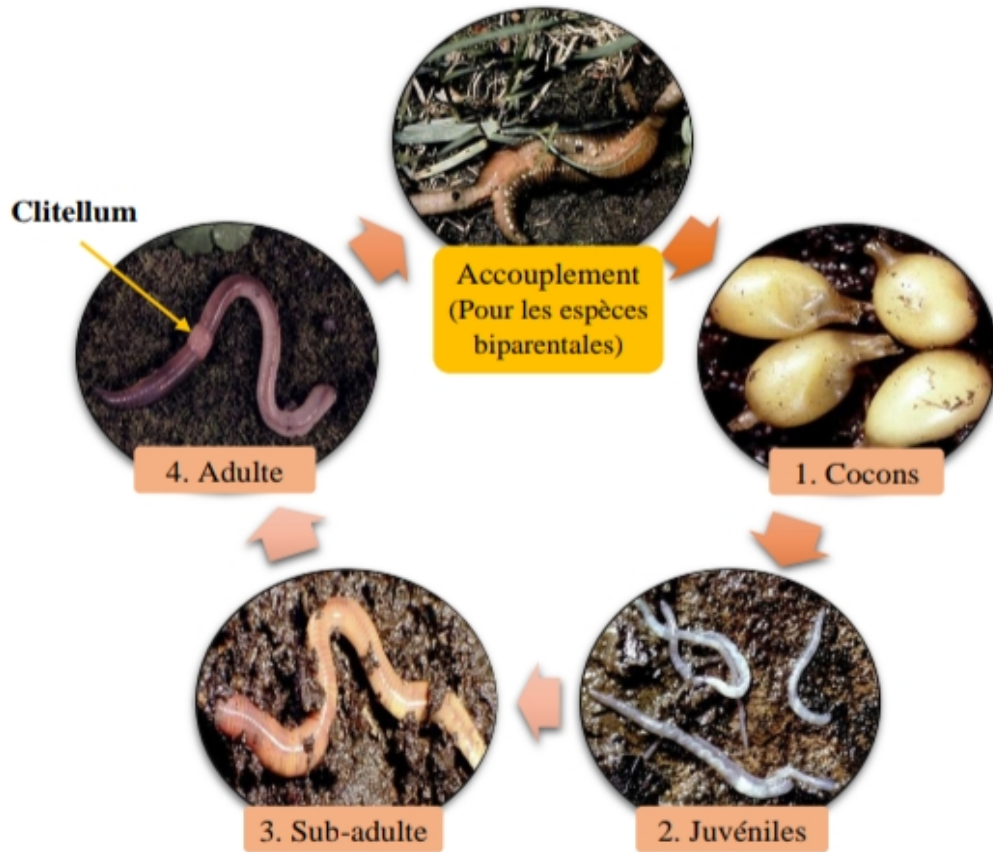 Clitellum
Accouplement
(Pour les espèces
biparentales)
1. Cocons
2. Juvéniles
3. Sub-adulte
4. Adulte